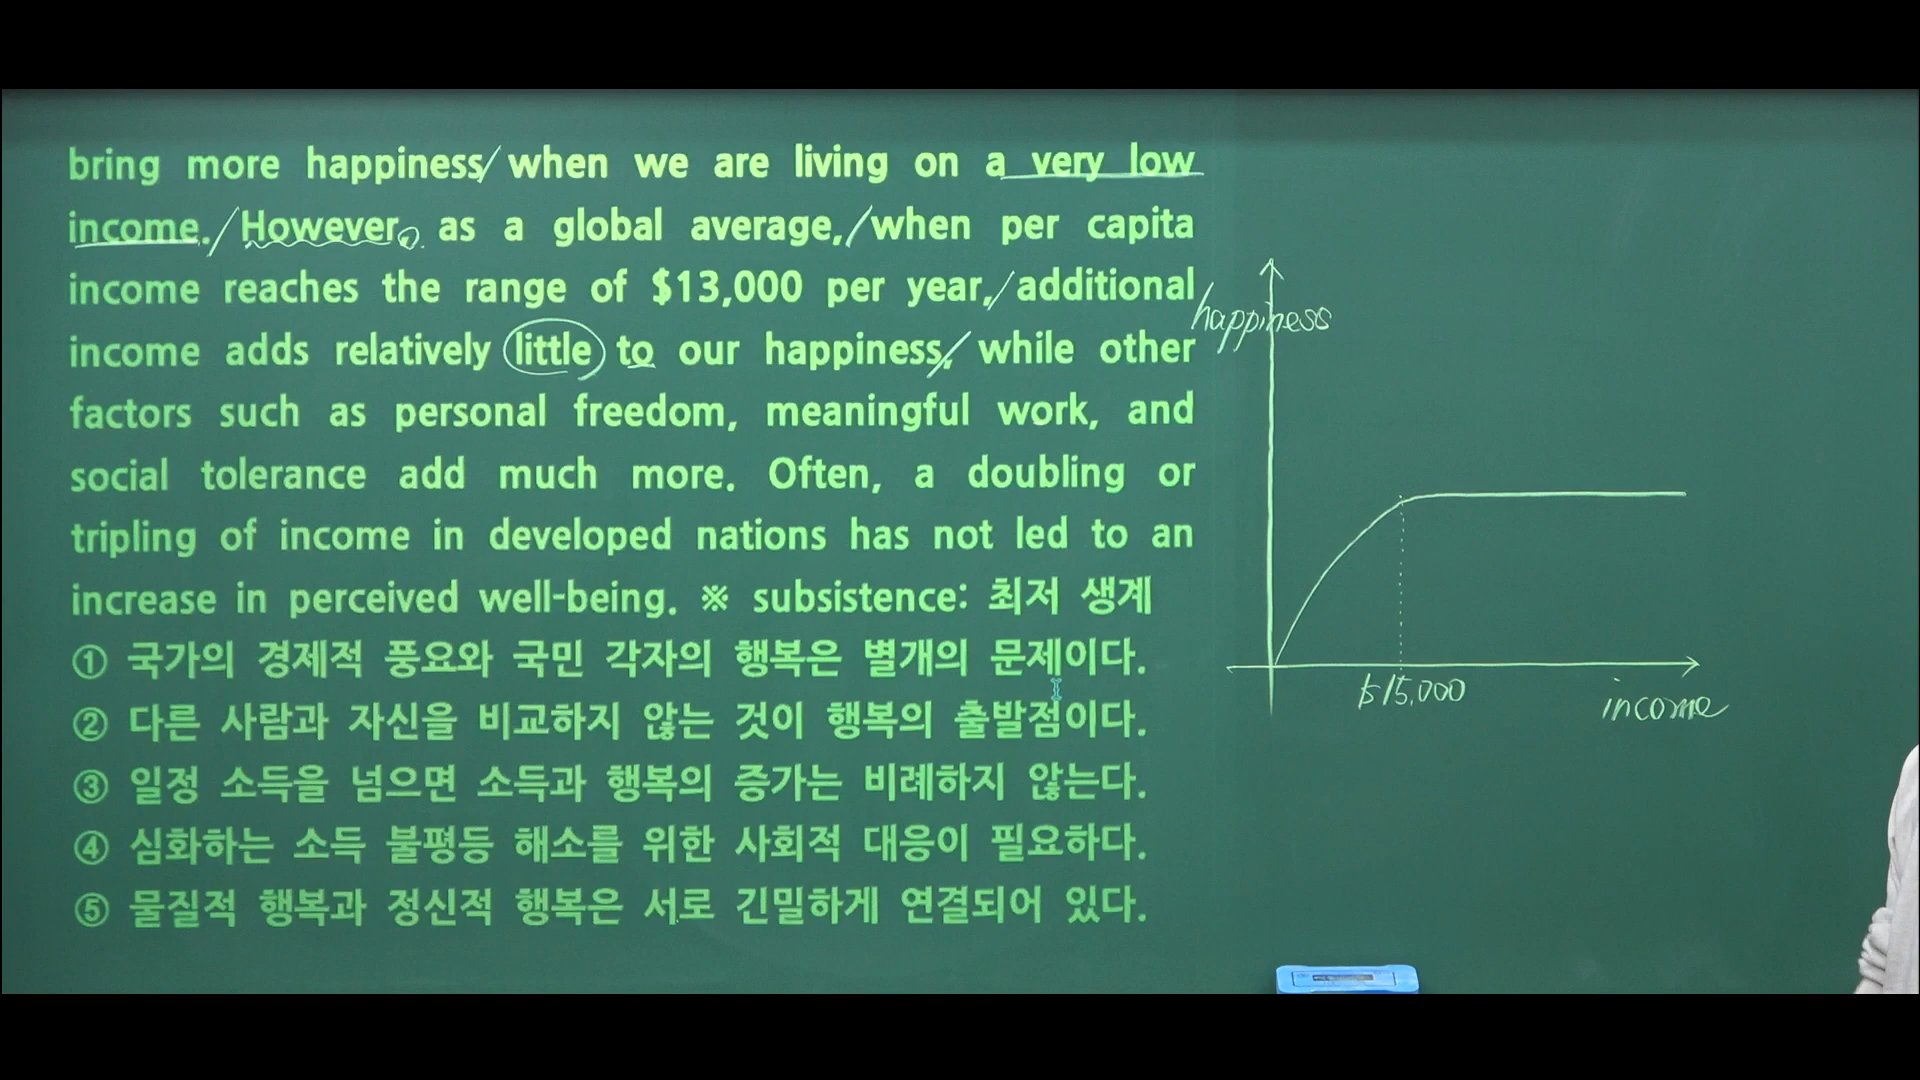 bring more happiness when we are living on a very low
income. However, as a global average, when per capita
income reaches the range of $13,000 per year, additional
income adds relatively little to our happiness, while other
factors such as personal freedom, meaningful work, and
social tolerance add much more. Often, a doubling or
tripling of income in developed nations has not led to an
increase in perceived well-being. ※ subsistence: 최저 생계
① 국가의 경제적 풍요와 국민 각자의 행복은 별개의 문제이다.
② 다른 사람과 자신을 비교하지 않는 것이 행복의 출발점이다.
③ 일정 소득을 넘으면 소득과 행복의 증가는 비례하지 않는다.
④ 심화하는 소득 불평등 해소를 위한 사회적 대응이 필요하다.
⑤ 물질적 행복과 정신적 행복은 서로 긴밀하게 연결되어 있다.
happiness
$15,000
income